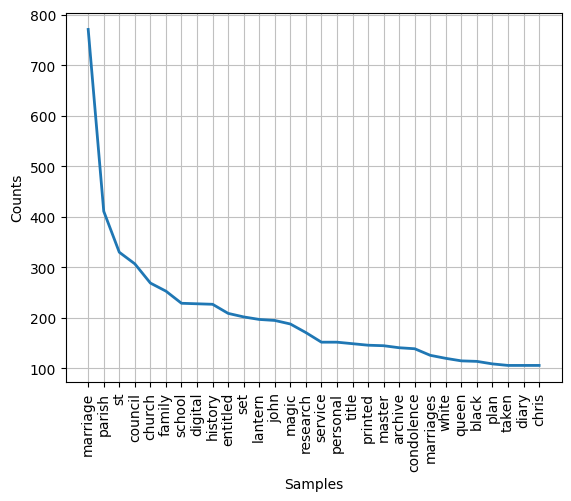 800
700
600
500
400
300
200
100
Counts
marriage
parish
st
council
church
family
school
digital
history
entitled
set
lantern
john
magic
research
service
personal
title
printed
master
archive
condolence
marriages
white
queen
black
plan
taken
diary
chris
Samples